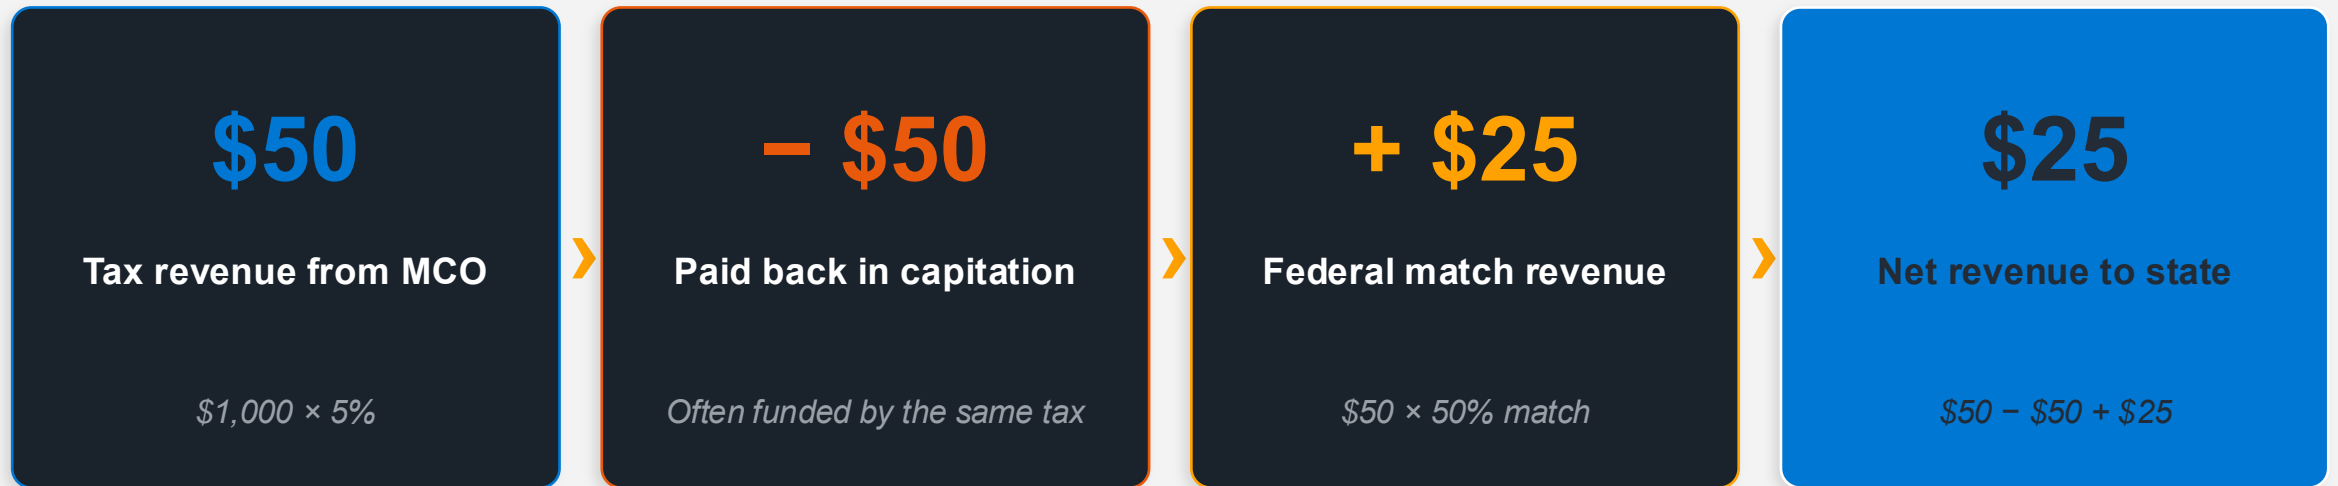 $50
Tax revenue from MCO
$1,000 × 5%
− $50
Paid back in capitation
Often funded by the same tax
+ $25
Federal match revenue
$50 × 50% match
$25
Net revenue to state
$50 − $50 + $25